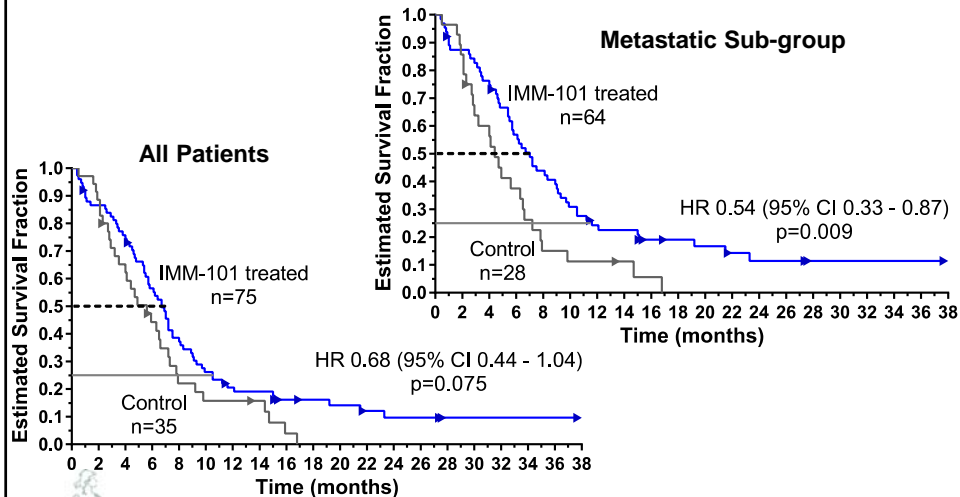 Metastatic Sub-group
Estimated Survival Fraction
1.0
0.9
0.8
0.7
0.6
0.5
0.4
0.3
0.2
0.1
0.0
IMM-101 treated
n=64
HR 0.54 (95% CI 0.33 - 0.87)
p=0.009
Control
n=28
0 2 4 6 8 10 12 14 16 18 20 22 24 26 28 30 32 34 36 38
Time (months)
All Patients
Estimated Survival Fraction
1.0
0.9
0.8
0.7
0.6
0.5
0.4
0.3
0.2
0.1
0.0
IMM-101 treated
n=75
HR 0.68 (95% CI 0.44 - 1.04)
p=0.075
Control
n=35
0 2 4 6 8 10 12 14 16 18 20 22 24 26 28 30 32 34 36 38
Time (months)